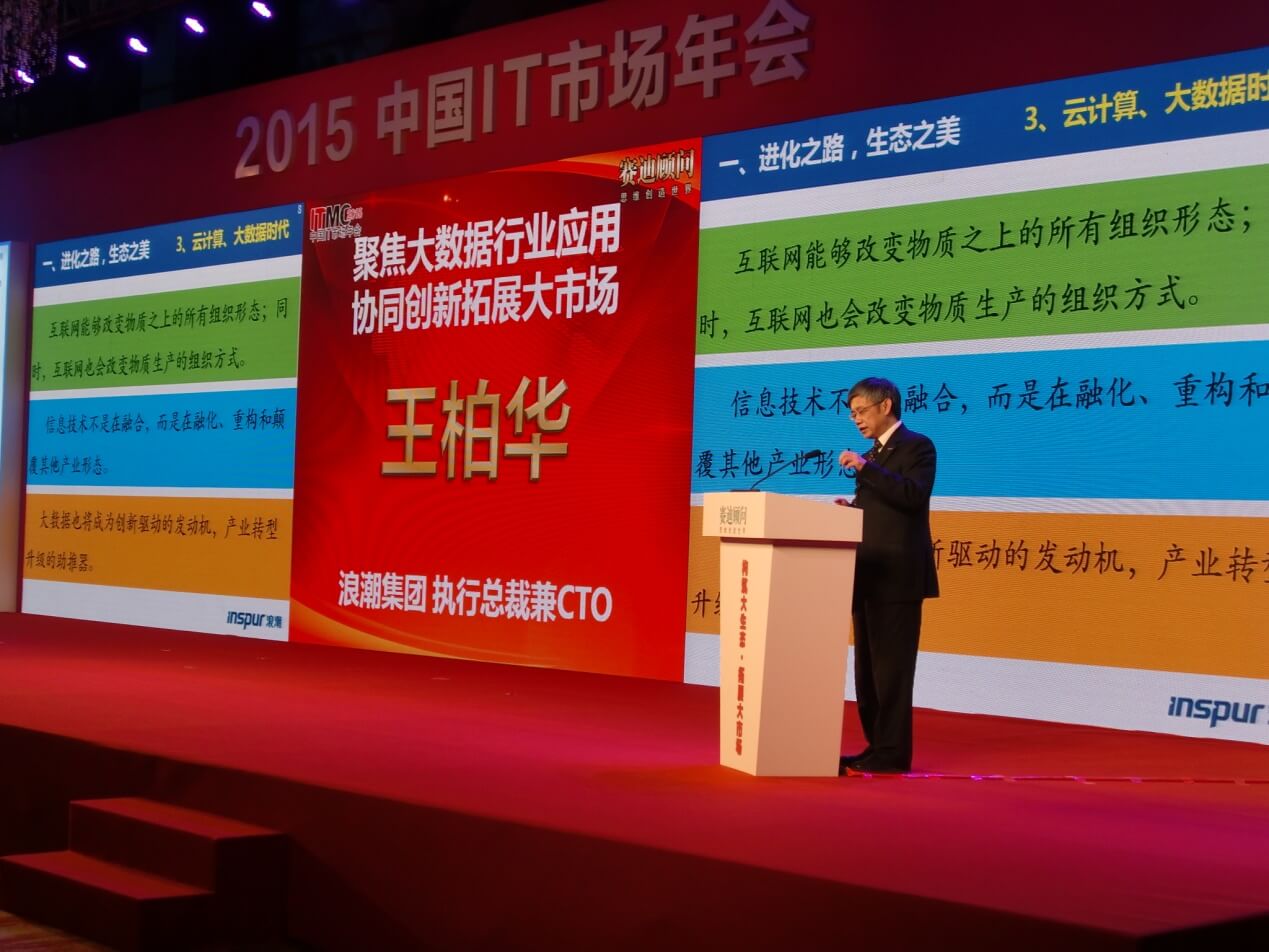 2015 中国IT市场年会
S
一、进化之路，生态之美
3、云计算、大数据时代
互联网能够改变物质之上的所有组织形态；同
时，互联网也会改变物质生产的组织方式。
信息技术不是在融合，而是在融化、重构和颠
覆其他产业形态。
大数据也将成为创新驱动的发动机，产业转型
升级的助推器。
inspur 浪潮
ITMC 2015
中国IT市场年会
赛迪顾问
思维创造世界
聚焦大数据行业应用
协同创新拓展大市场
王柏华
浪潮集团 执行总裁兼CTO
一、进化之路，生态之美
3、云计算、大数据时
互联网能够改变物质之上的所有组织形态；
时，互联网也会改变物质生产的组织方式。
信息技术不 融合，而是在融化、重构和
覆其他产业形态
新驱动的发动机，产业转型
升
inspur
赛迪顾问
构筑大生态·拓展大市场